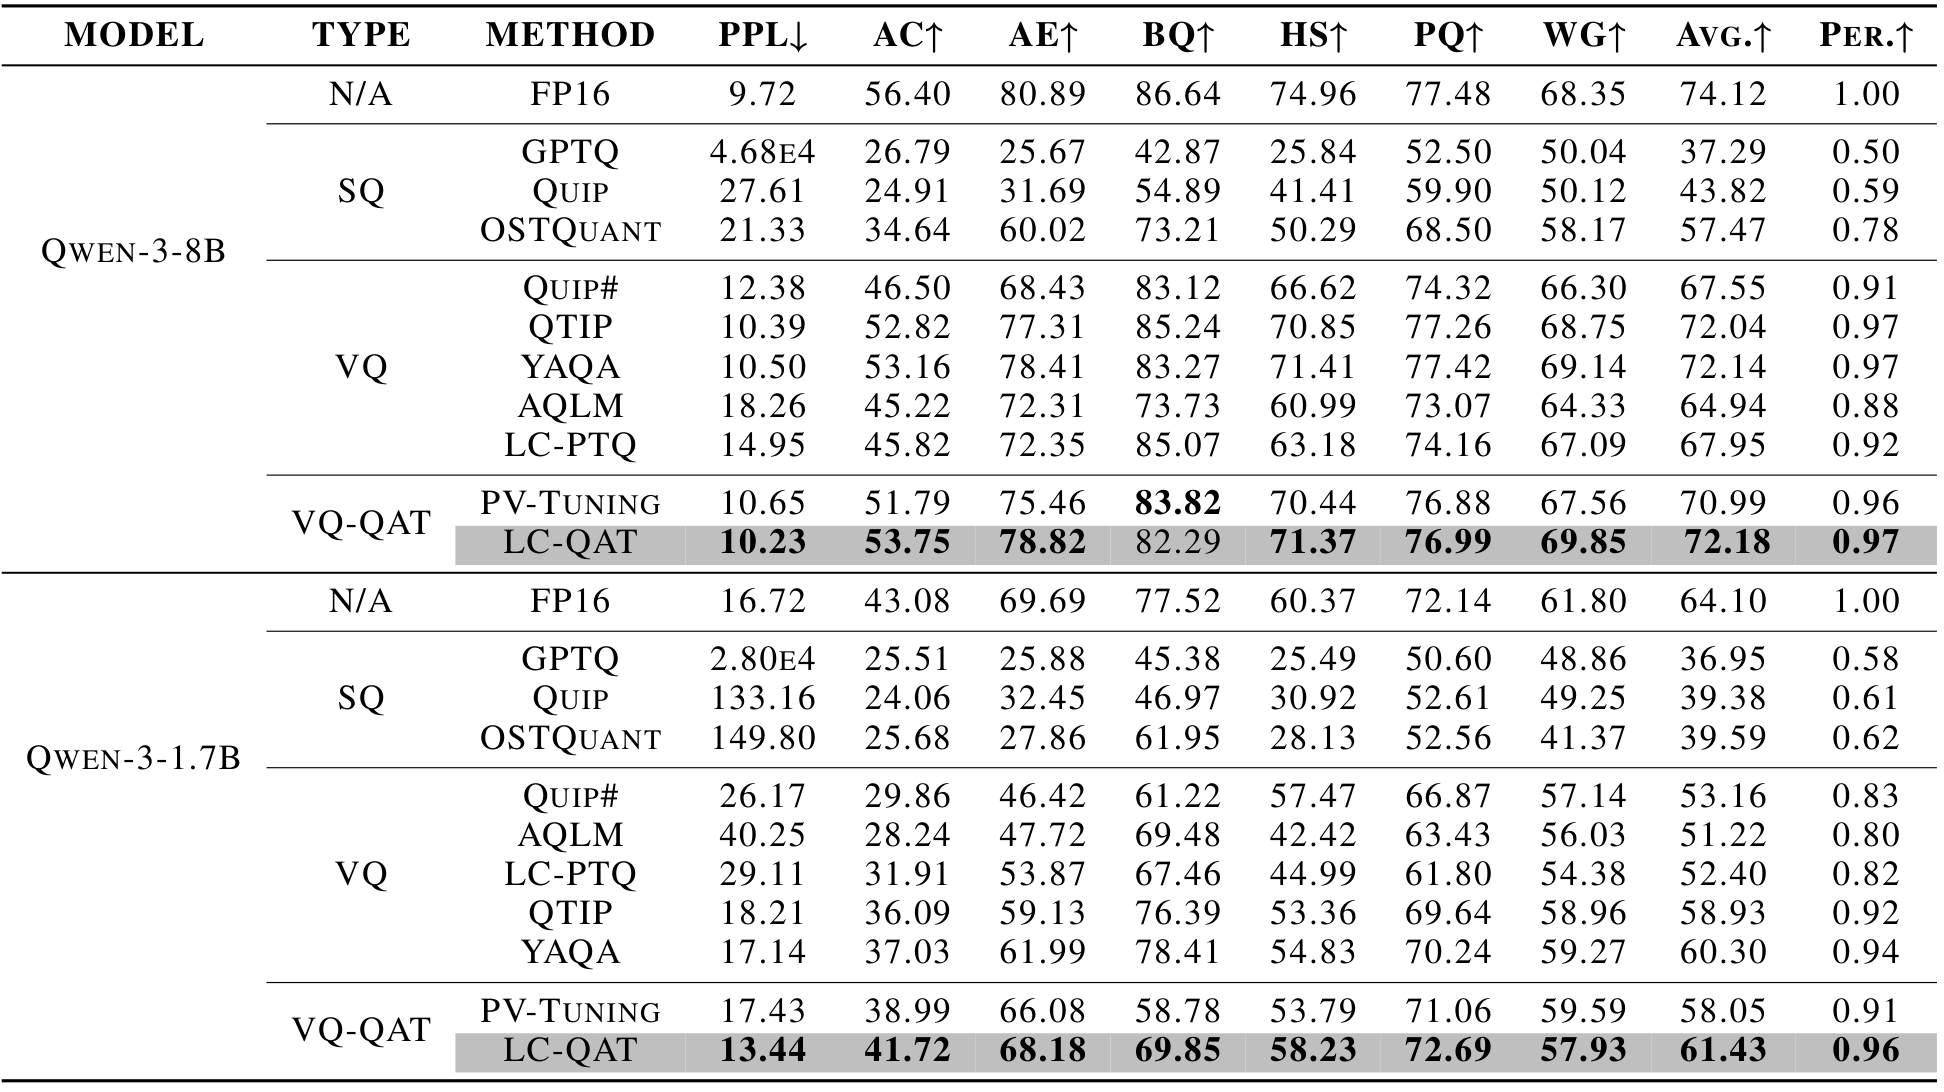 MODEL TYPE METHOD PPL↓ AC↑ AE↑ BQ↑ HS↑ PQ↑ WG↑ AVG.↑ PER.↑
QWEN-3-8B
N/A FP16 9.72 56.40 80.89 86.64 74.96 77.48 68.35 74.12 1.00
SQ
GPTQ 4.68E4 26.79 25.67 42.87 25.84 52.50 50.04 37.29 0.50
QUIP 27.61 24.91 31.69 54.89 41.41 59.90 50.12 43.82 0.59
OSTQUANT 21.33 34.64 60.02 73.21 50.29 68.50 58.17 57.47 0.78
VQ
QUIP# 12.38 46.50 68.43 83.12 66.62 74.32 66.30 67.55 0.91
QTIP 10.39 52.82 77.31 85.24 70.85 77.26 68.75 72.04 0.97
YAQA 10.50 53.16 78.41 83.27 71.41 77.42 69.14 72.14 0.97
AQLM 18.26 45.22 72.31 73.73 60.99 73.07 64.33 64.94 0.88
LC-PTQ 14.95 45.82 72.35 85.07 63.18 74.16 67.09 67.95 0.92
VQ-QAT
PV-TUNING 10.65 51.79 75.46 83.82 70.44 76.88 67.56 70.99 0.96
LC-QAT 10.23 53.75 78.82 82.29 71.37 76.99 69.85 72.18 0.97
QWEN-3-1.7B
N/A FP16 16.72 43.08 69.69 77.52 60.37 72.14 61.80 64.10 1.00
SQ
GPTQ 2.80E4 25.51 25.88 45.38 25.49 50.60 48.86 36.95 0.58
QUIP 133.16 24.06 32.45 46.97 30.92 52.61 49.25 39.38 0.61
OSTQUANT 149.80 25.68 27.86 61.95 28.13 52.56 41.37 39.59 0.62
VQ
QUIP# 26.17 29.86 46.42 61.22 57.47 66.87 57.14 53.16 0.83
AQLM 40.25 28.24 47.72 69.48 42.42 63.43 56.03 51.22 0.80
LC-PTQ 29.11 31.91 53.87 67.46 44.99 61.80 54.38 52.40 0.82
QTIP 18.21 36.09 59.13 76.39 53.36 69.64 58.96 58.93 0.92
YAQA 17.14 37.03 61.99 78.41 54.83 70.24 59.27 60.30 0.94
VQ-QAT
PV-TUNING 17.43 38.99 66.08 58.78 53.79 71.06 59.59 58.05 0.91
LC-QAT 13.44 41.72 68.18 69.85 58.23 72.69 57.93 61.43 0.96